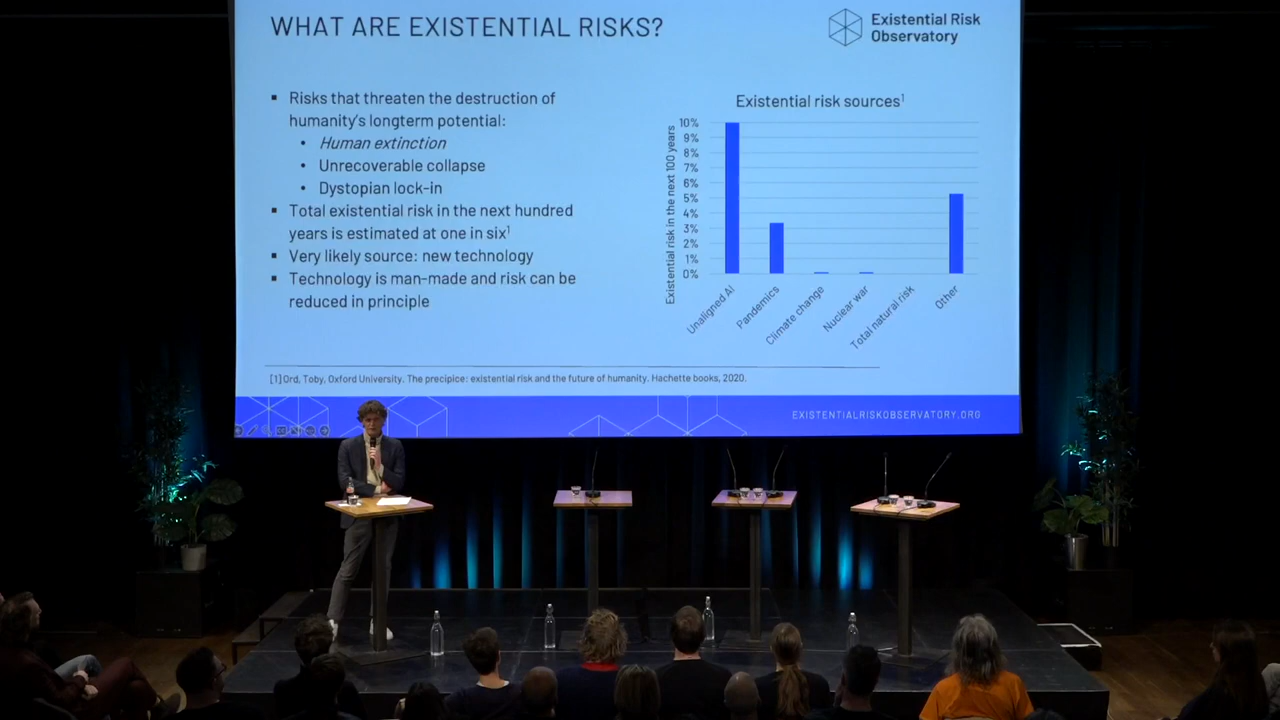 WHAT ARE EXISTENTIAL RISKS?
Existential Risk
Observatory
▪ Risks that threaten the destruction of
humanity's longterm potential:
• Human extinction
• Unrecoverable collapse
• Dystopian lock-in
▪ Total existential risk in the next hundred
years is estimated at one in six¹
▪ Very likely source: new technology
▪ Technology is man-made and risk can be
reduced in principle
Existential risk sources¹
Existential risk in the next 100 years
10%
9%
8%
7%
6%
5%
4%
3%
2%
1%
0%
Unaligned AI
Pandemics
Climate change
Nuclear war
Total natural risk
Other
[1] Ord, Toby, Oxford University. The precipice: existential risk and the future of humanity. Hachette books, 2020.
EXISTENTIALRISKOBSERVATORY.ORG